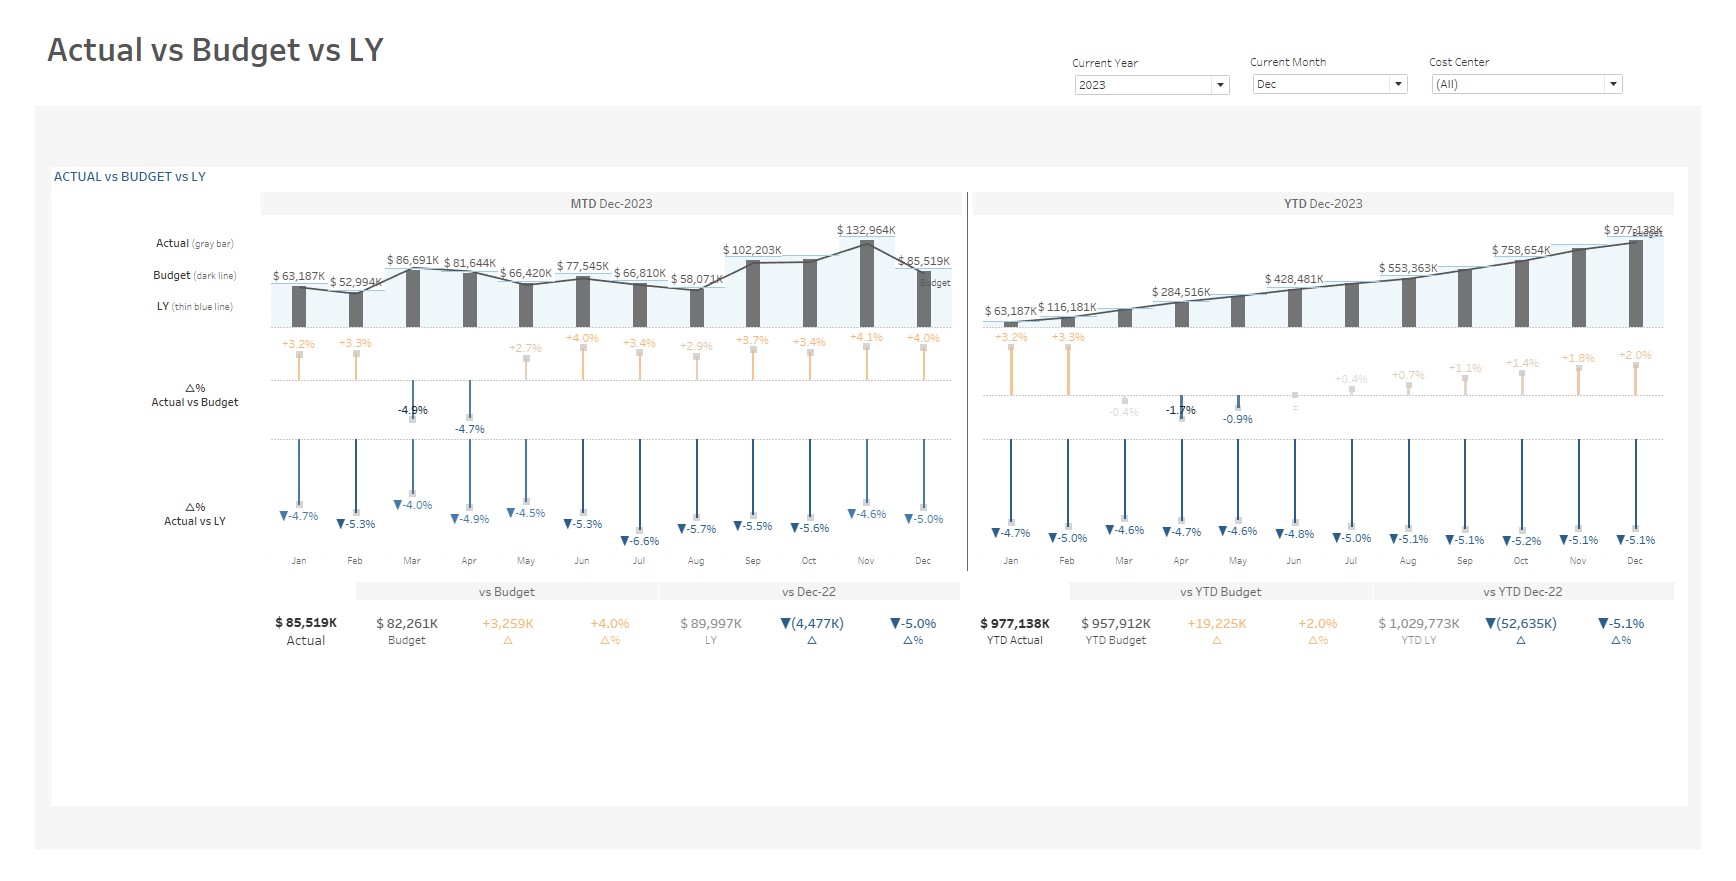 Actual vs Budget vs LY
Current Year
Current Month
Cost Center
2023
Dec
(All)
ACTUAL vs BUDGET vs LY
MTD Dec-2023
YTD Dec-2023
Actual (gray bar)
Budget (dark line)
LY (thin blue line)
$ 63,187K $ 52,994K $ 86,691K $ 81,644K $ 66,420K $ 77,545K $ 66,810K $ 58,071K $ 102,203K $ 132,964K $ 85,519K
Budget
$ 63,187K $ 116,181K $ 284,516K $ 428,481K $ 553,363K $ 758,654K $ 977,138K
Budget
△%
Actual vs Budget
+3.2% +3.3% -4.9% -4.7% +2.7% +4.0% +3.4% +2.9% +3.7% +3.4% +4.1% +4.0%
+3.2% +3.3% -0.4% -1.7% -0.9% = +0.4% +0.7% +1.1% +1.4% +1.8% +2.0%
△%
Actual vs LY
▼-4.7% ▼-5.3% ▼-4.0% ▼-4.9% ▼-4.5% ▼-5.3% ▼-6.6% ▼-5.7% ▼-5.5% ▼-5.6% ▼-4.6% ▼-5.0%
▼-4.7% ▼-5.0% ▼-4.6% ▼-4.7% ▼-4.6% ▼-4.8% ▼-5.0% ▼-5.1% ▼-5.1% ▼-5.2% ▼-5.1% ▼-5.1%
Jan Feb Mar Apr May Jun Jul Aug Sep Oct Nov Dec
Jan Feb Mar Apr May Jun Jul Aug Sep Oct Nov Dec
vs Budget
vs Dec-22
vs YTD Budget
vs YTD Dec-22
$ 85,519K $ 82,261K +3,259K +4.0% $ 89,997K ▼(4,477K) ▼-5.0%
Actual Budget △ △% LY △ △%
$ 977,138K $ 957,912K +19,225K +2.0% $ 1,029,773K ▼(52,635K) ▼-5.1%
YTD Actual YTD Budget △ △% YTD LY △ △%